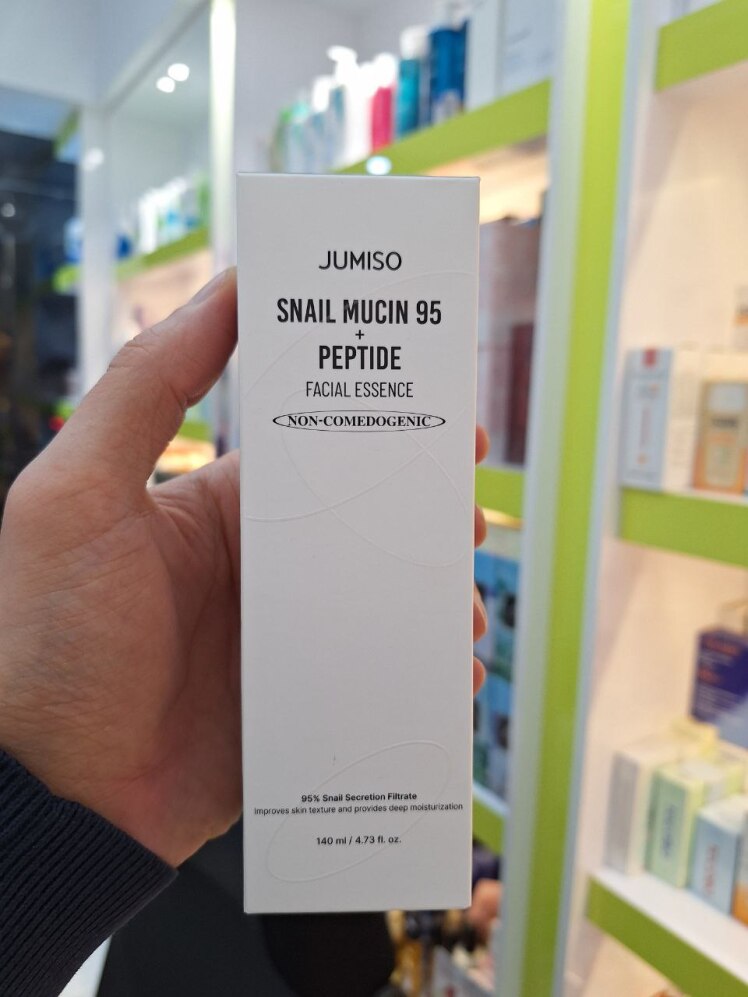 JUMISO
SNAIL MUCIN 95
+
PEPTIDE
FACIAL ESSENCE
NON-COMEDOGENIC
95% Snail Secretion Filtrate
Improves skin texture and provides deep moisturization
140 ml / 4.73 fl. oz.